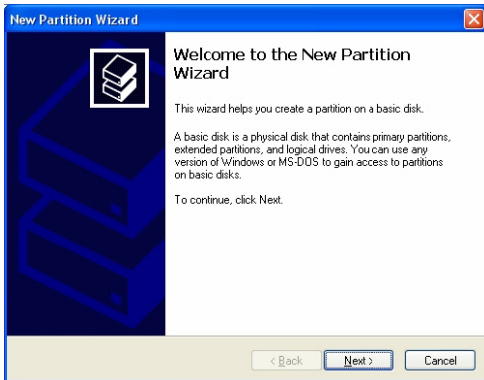 New Partition Wizard
Welcome to the New Partition
Wizard
This wizard helps you create a partition on a basic disk.
A basic disk is a physical disk that contains primary partitions,
extended partitions, and logical drives. You can use any
version of Windows or MS-DOS to gain access to partitions
on basic disks.
To continue, click Next.
< Back Next > Cancel